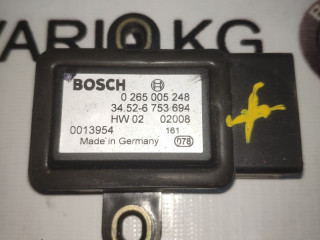 VARIO KG
BOSCH
0 265 005 248
34.52-6 753 694
HW 02 02008
0013954 161
Made in Germany 078